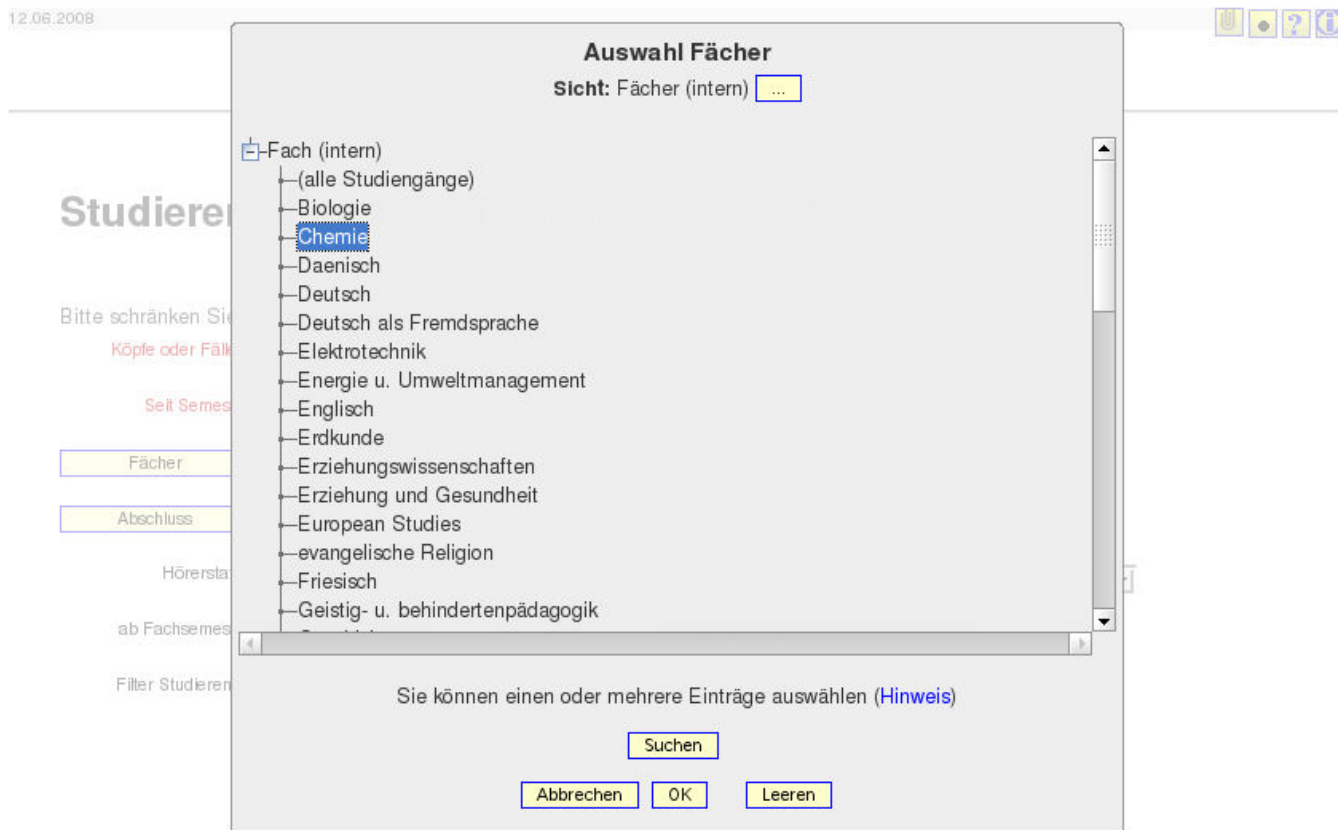 12.06.2008
Auswahl Fächer
Sicht: Fächer (intern) ...
Fach (intern)
(alle Studiengänge)
Biologie
Chemie
Daenisch
Deutsch
Deutsch als Fremdsprache
Elektrotechnik
Energie u. Umweltmanagement
Englisch
Erdkunde
Erziehungswissenschaften
Erziehung und Gesundheit
European Studies
evangelische Religion
Friesisch
Geistig- u. behindertenpädagogik
Sie können einen oder mehrere Einträge auswählen (Hinweis)
Suchen
Abbrechen OK Leeren
Studieren
Bitte schränken Sie
Köpfe oder Fälle
Seit Semes
Fächer
Abschluss
Hörersta
ab Fachsemes
Filter Studieren